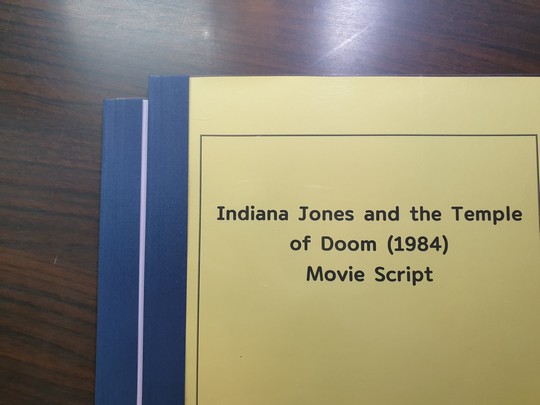 Indiana Jones and the Temple
of Doom (1984)
Movie Script